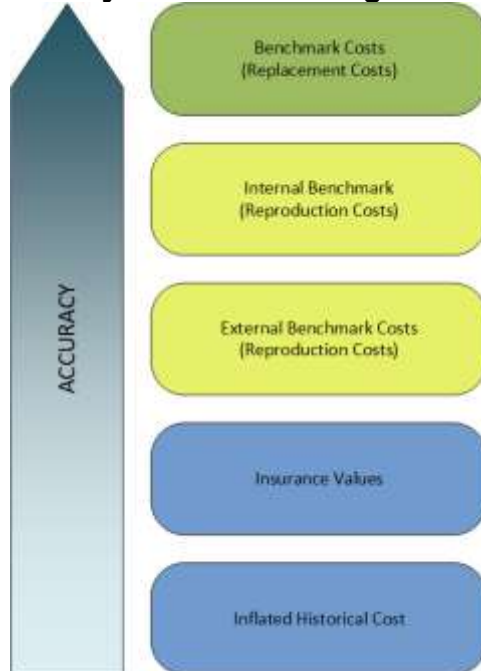 Benchmark Costs
(Replacement Costs)
Internal Benchmark
(Reproduction Costs)
External Benchmark Costs
(Reproduction Costs)
Insurance Values
Inflated Historical Cost
ACCURACY